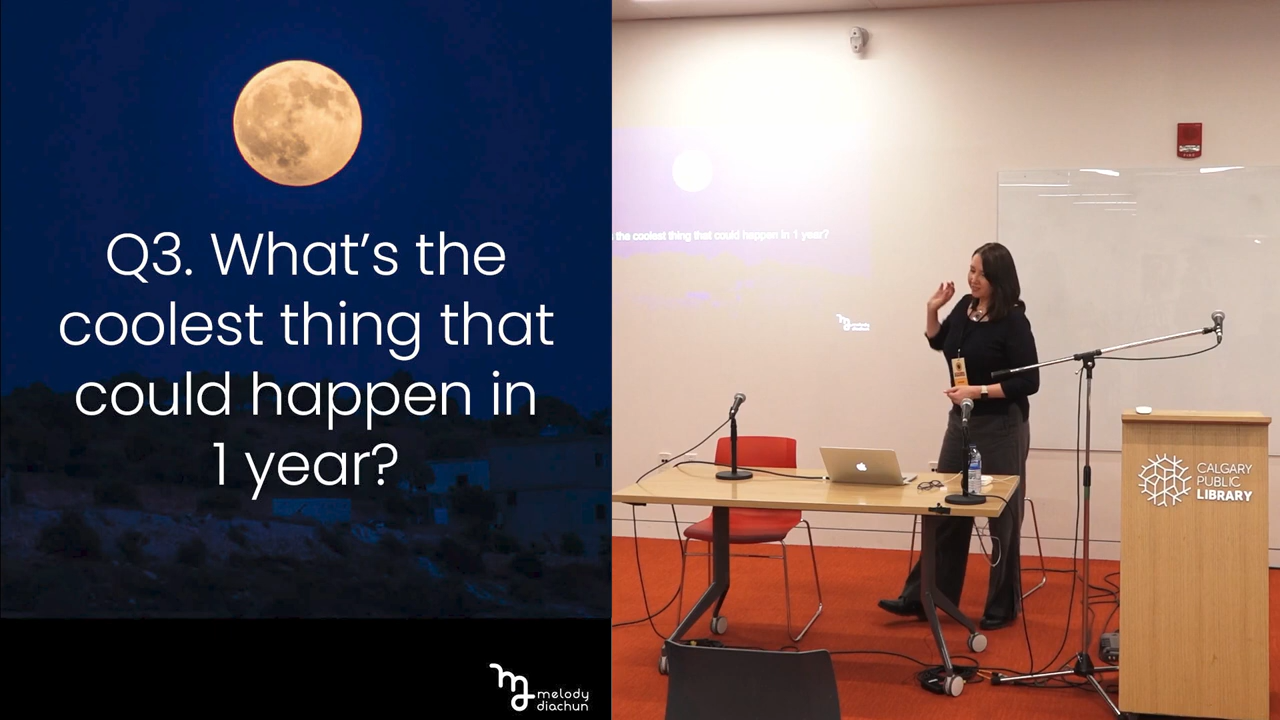 Q3. What's the
coolest thing that
could happen in
1 year?
melody
diachun
the coolest thing that could happen in 1 year?
CALGARY
PUBLIC
LIBRARY